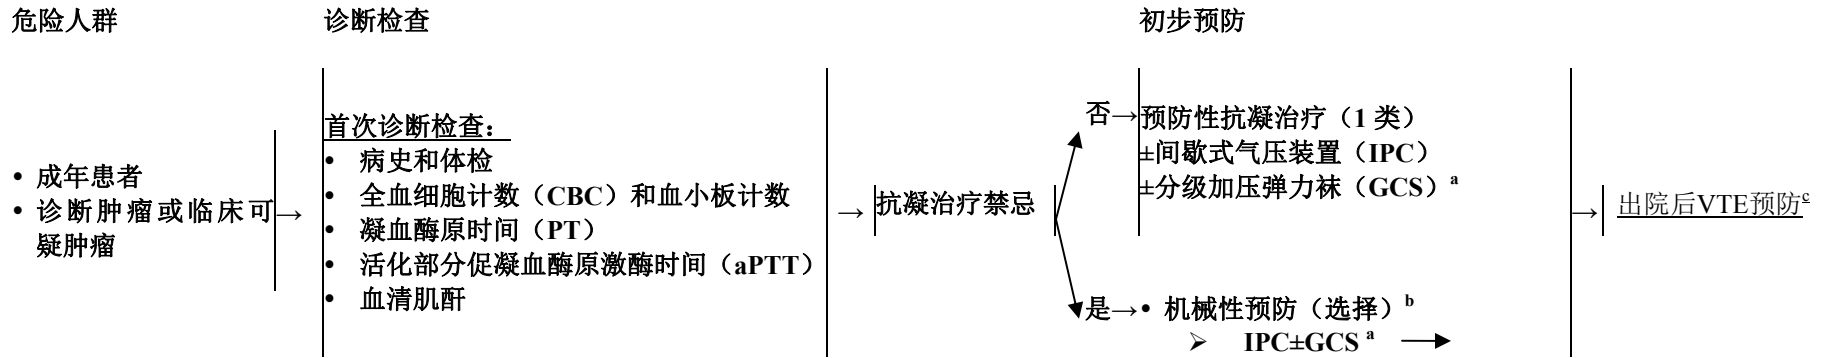 危险人群
诊断检查
初步预防
• 成年患者
• 诊断肿瘤或临床可
疑肿瘤
→
首次诊断检查：
• 病史和体检
• 全血细胞计数（CBC）和血小板计数
• 凝血酶原时间（PT）
• 活化部分促凝血酶原激酶时间（aPTT）
• 血清肌酐
→ 抗凝治疗禁忌
否→ 预防性抗凝治疗（1 类）
±间歇式气压装置（IPC）
±分级加压弹力袜（GCS）a
是→ • 机械性预防（选择）b
➢ IPC±GCS a
→ 出院后VTE预防c